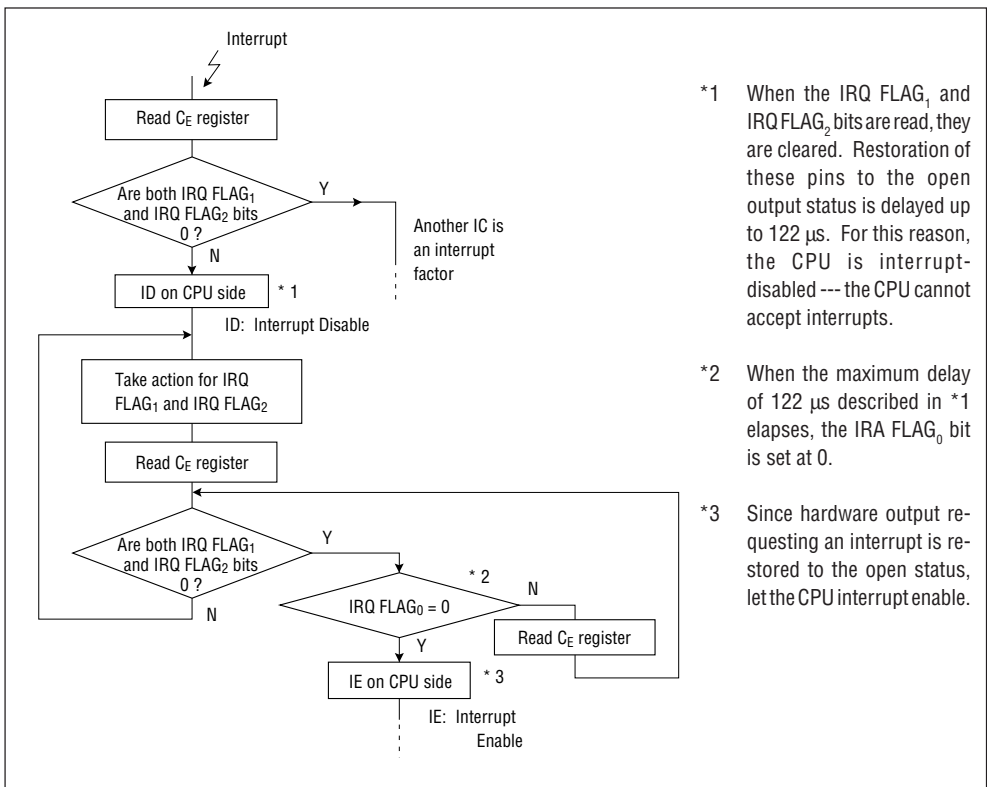 Interrupt
Read CE register
Are both IRQ FLAG1
and IRQ FLAG2 bits
0 ?
Y
N
Another IC is
an interrupt
factor
ID on CPU side
* 1
ID: Interrupt Disable
Take action for IRQ
FLAG1 and IRQ FLAG2
Read CE register
Are both IRQ FLAG1
and IRQ FLAG2 bits
0 ?
Y
N
* 2
IRQ FLAG0 = 0
N
Y
Read CE register
IE on CPU side
* 3
IE: Interrupt
Enable
*1 When the IRQ FLAG1 and
IRQ FLAG2 bits are read, they
are cleared. Restoration of
these pins to the open
output status is delayed up
to 122 μs. For this reason,
the CPU is interrupt-
disabled --- the CPU cannot
accept interrupts.
*2 When the maximum delay
of 122 μs described in *1
elapses, the IRA FLAG0 bit
is set at 0.
*3 Since hardware output re-
questing an interrupt is re-
stored to the open status,
let the CPU interrupt enable.